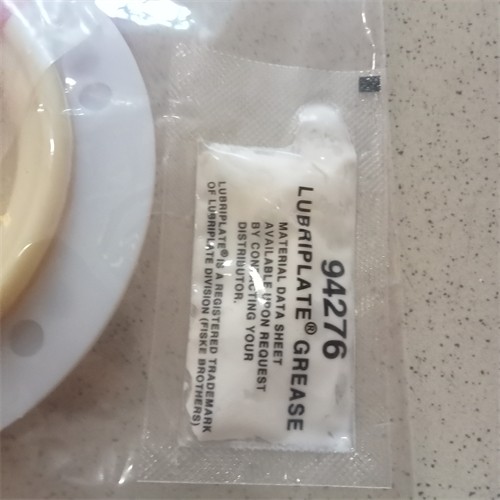 94276
LUBRIPLATE® GREASE
MATERIAL DATA SHEET
AVAILABLE UPON REQUEST
BY CONTACTING YOUR
DISTRIBUTOR.
LUBRIPLATE® IS A REGISTERED TRADEMARK
OF LUBRIPLATE DIVISION (FISKE BROTHERS)